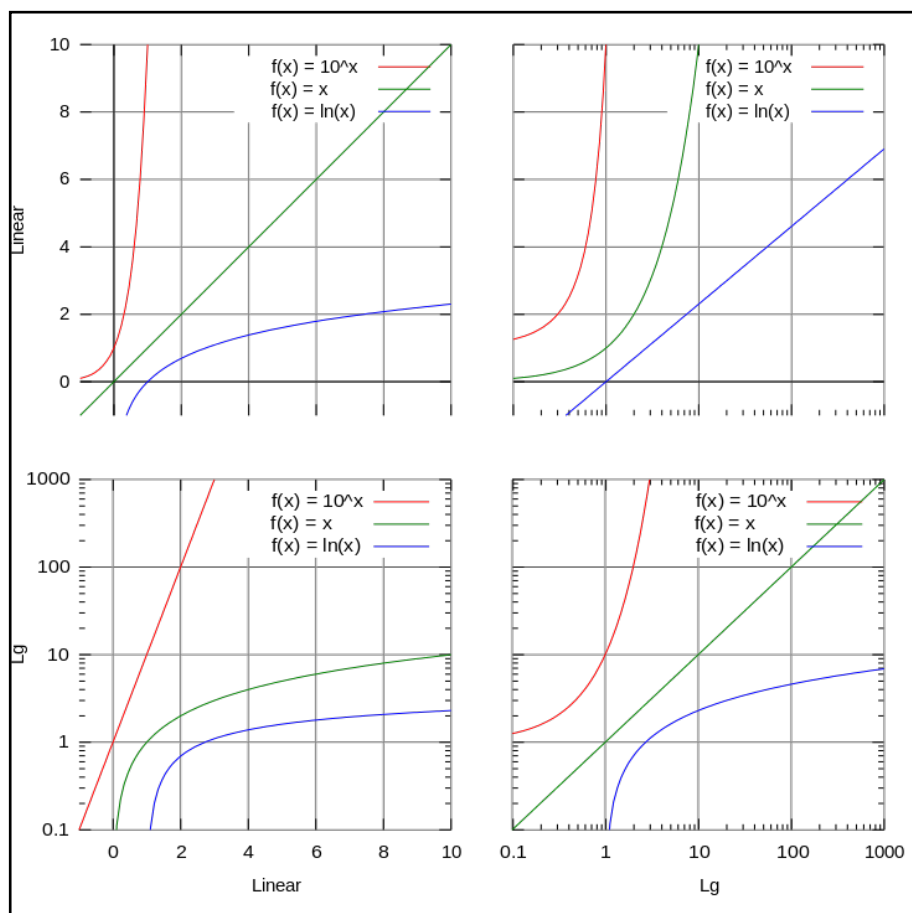 10
8
6
4
2
0
Linear
f(x) = 10^x
f(x) = x
f(x) = ln(x)
f(x) = 10^x
f(x) = x
f(x) = ln(x)
1000
100
10
1
0.1
Lg
f(x) = 10^x
f(x) = x
f(x) = ln(x)
0 2 4 6 8 10
Linear
f(x) = 10^x
f(x) = x
f(x) = ln(x)
0.1 1 10 100 1000
Lg